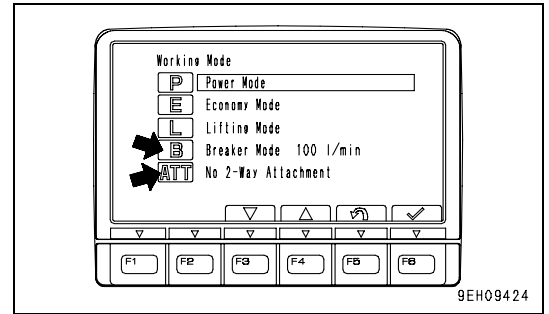 Working Mode
P Power Mode
E Economy Mode
L Lifting Mode
B Breaker Mode 100 l/min
ATT No 2-Way Attachment
F1 F2 F3 F4 F5 F6
9EH09424